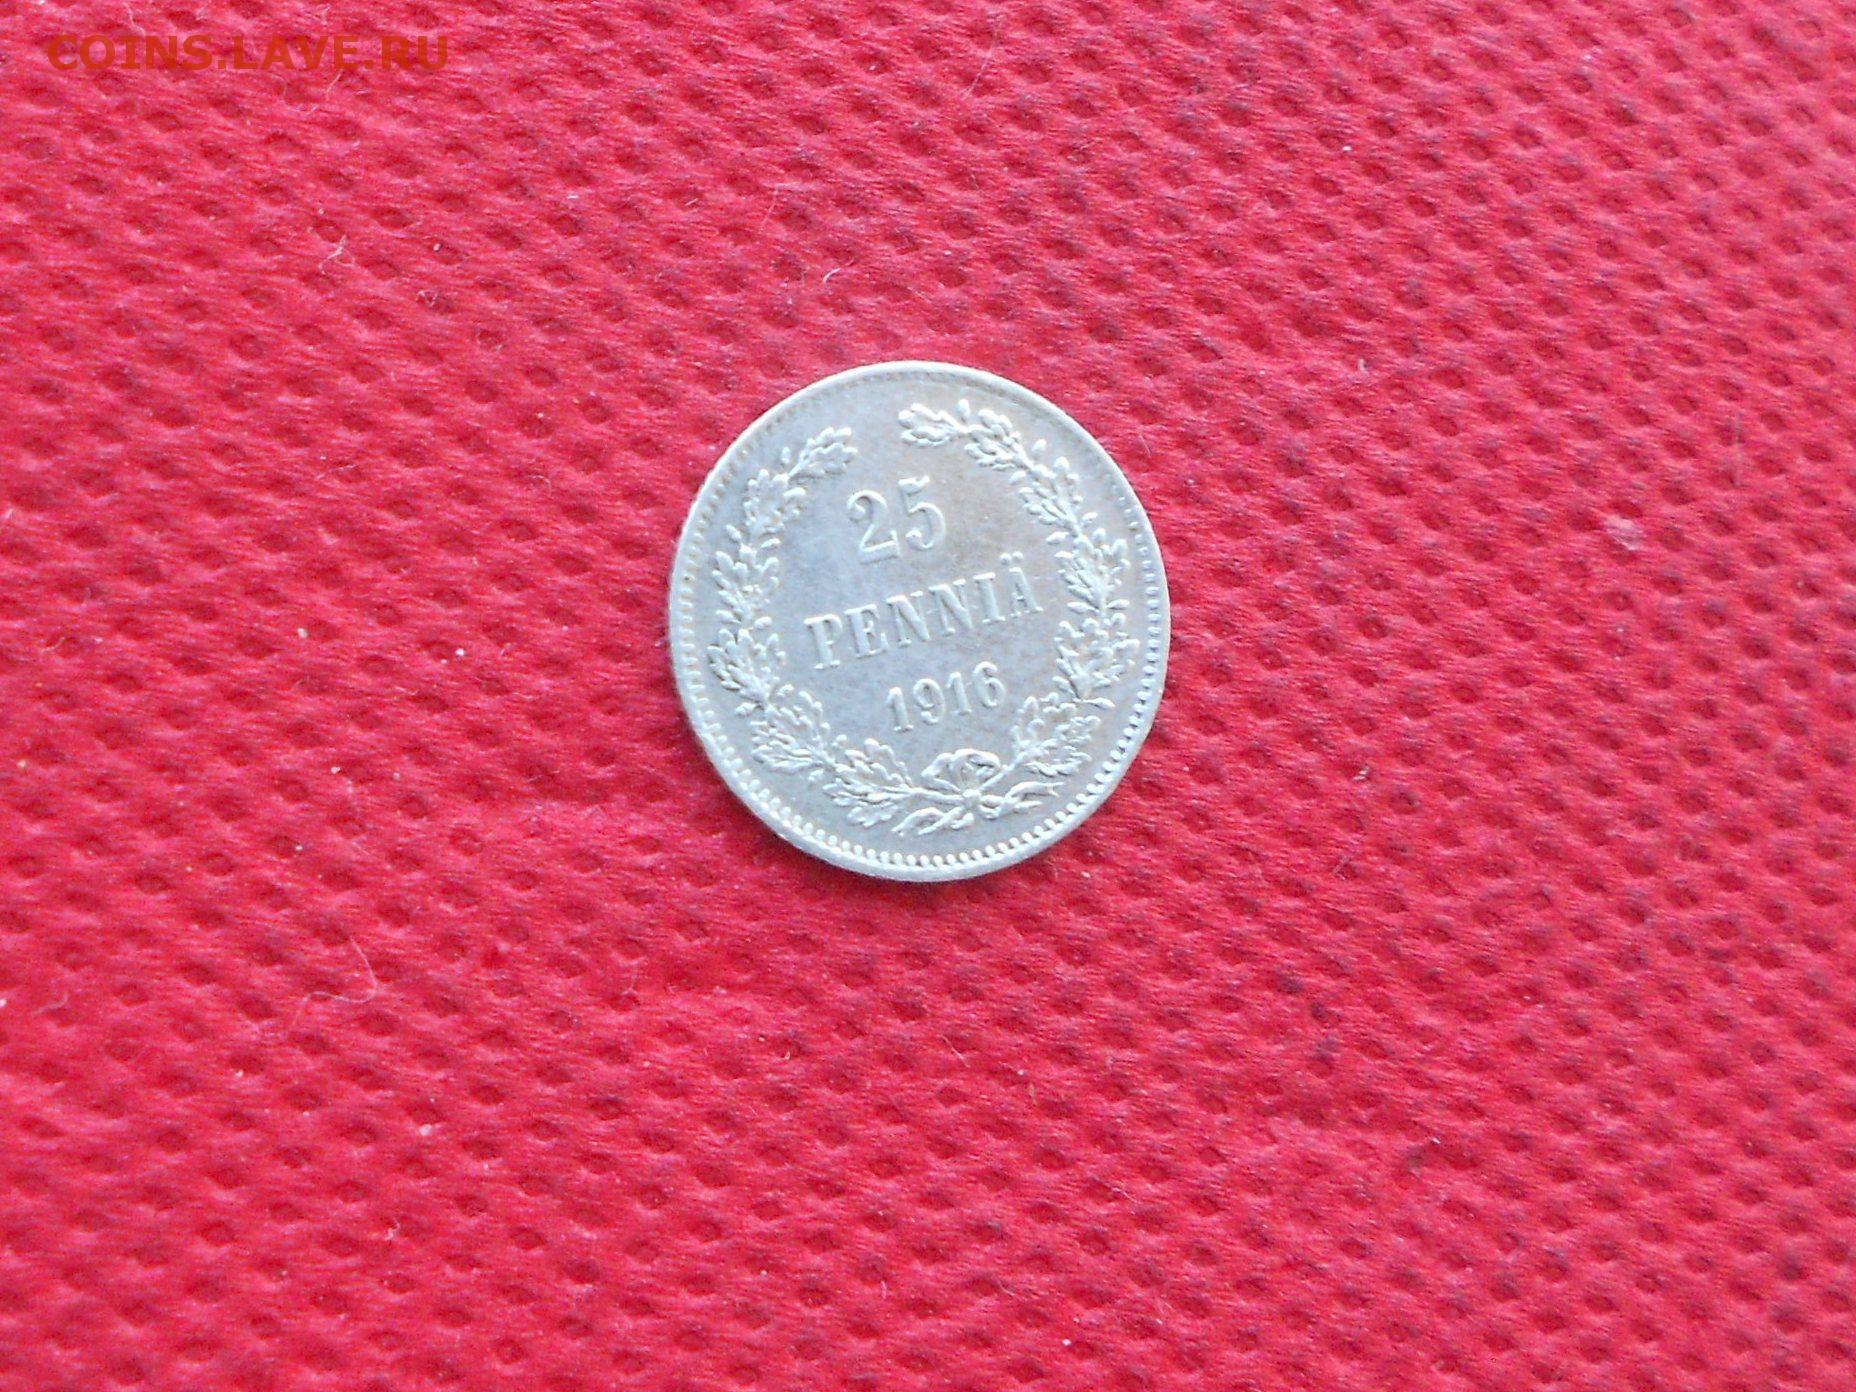 COINS.LAVE.RU
25
PENNIÄ
1916